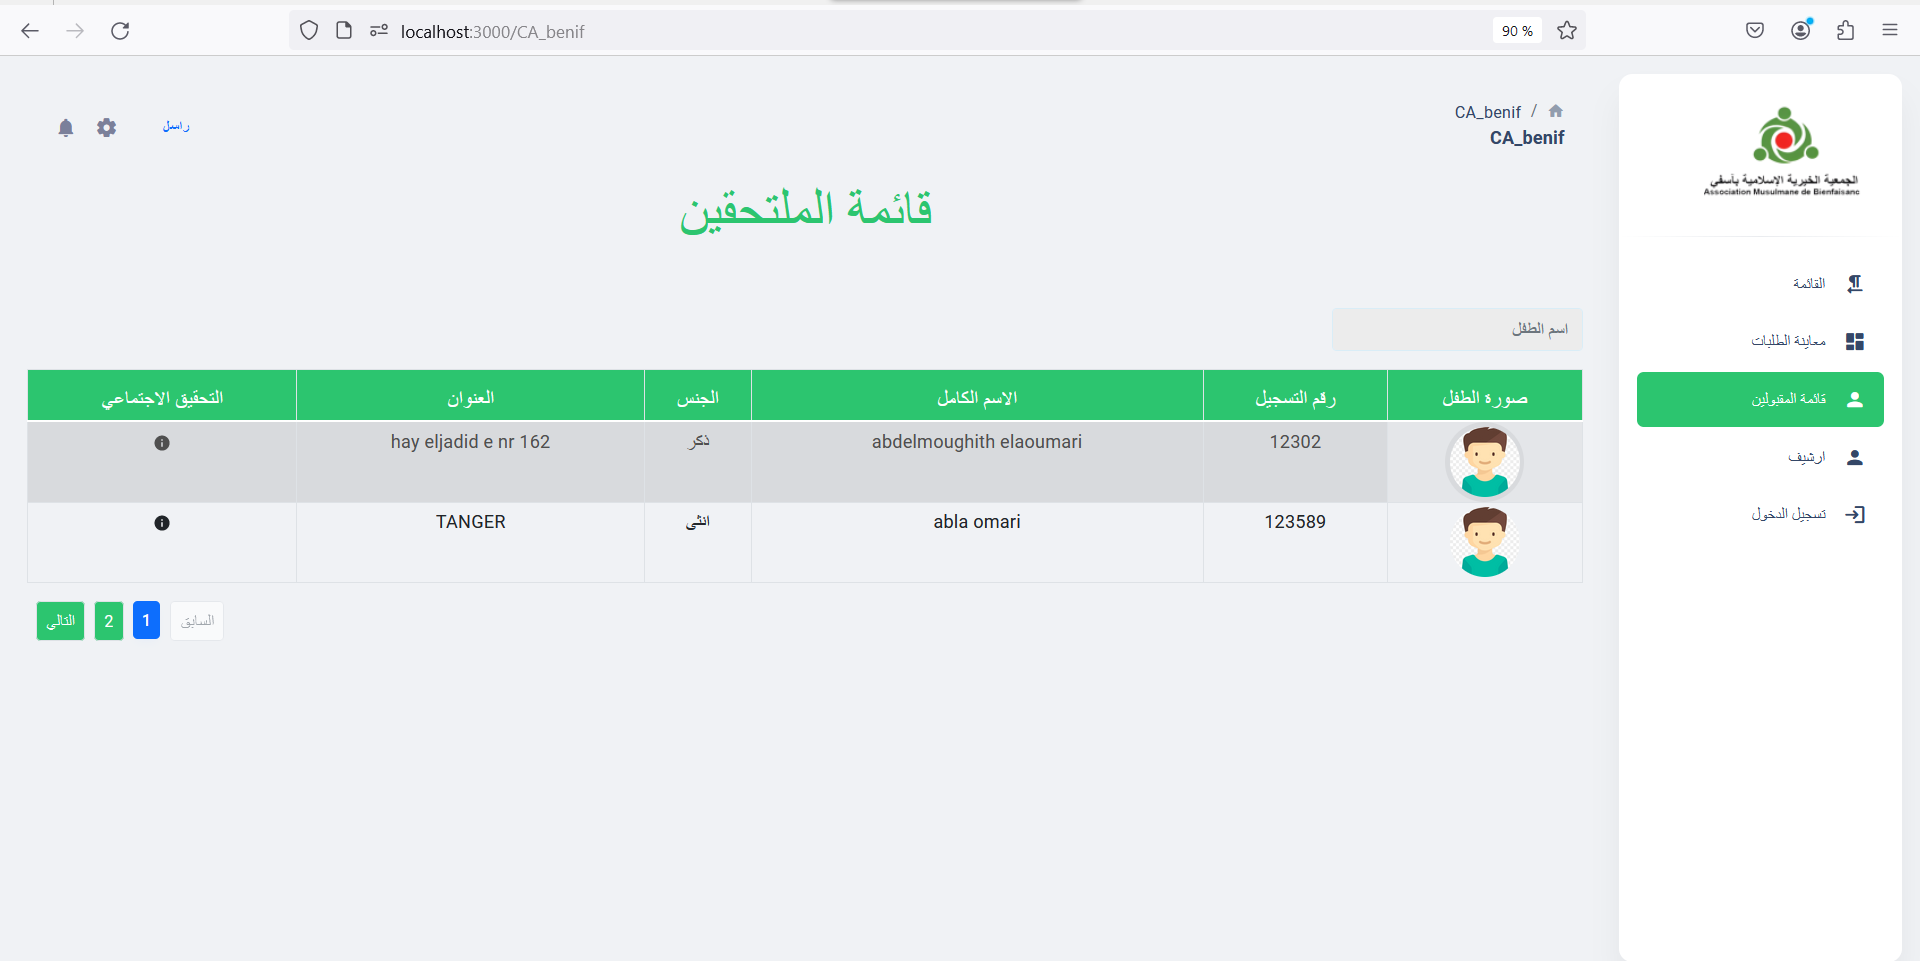 localhost:3000/CA_benif
90 %
CA_benif /
CA_benif
راسل
الجمعية الخيرية الإسلامية بآسفي
Association Musulmane de Bienfaisanc
قائمة الملتحقين
القائمة
معاينة الطلبات
قائمة المقبولين
ارشيف
تسجيل الدخول
اسم الطفل
صورة الطفل رقم التسجيل الاسم الكامل الجنس العنوان التحقيق الاجتماعي
12302 abdelmoughith elaoumari ذكر hay eljadid e nr 162
123589 abla omari انثى TANGER
السابق 1 2 التالي